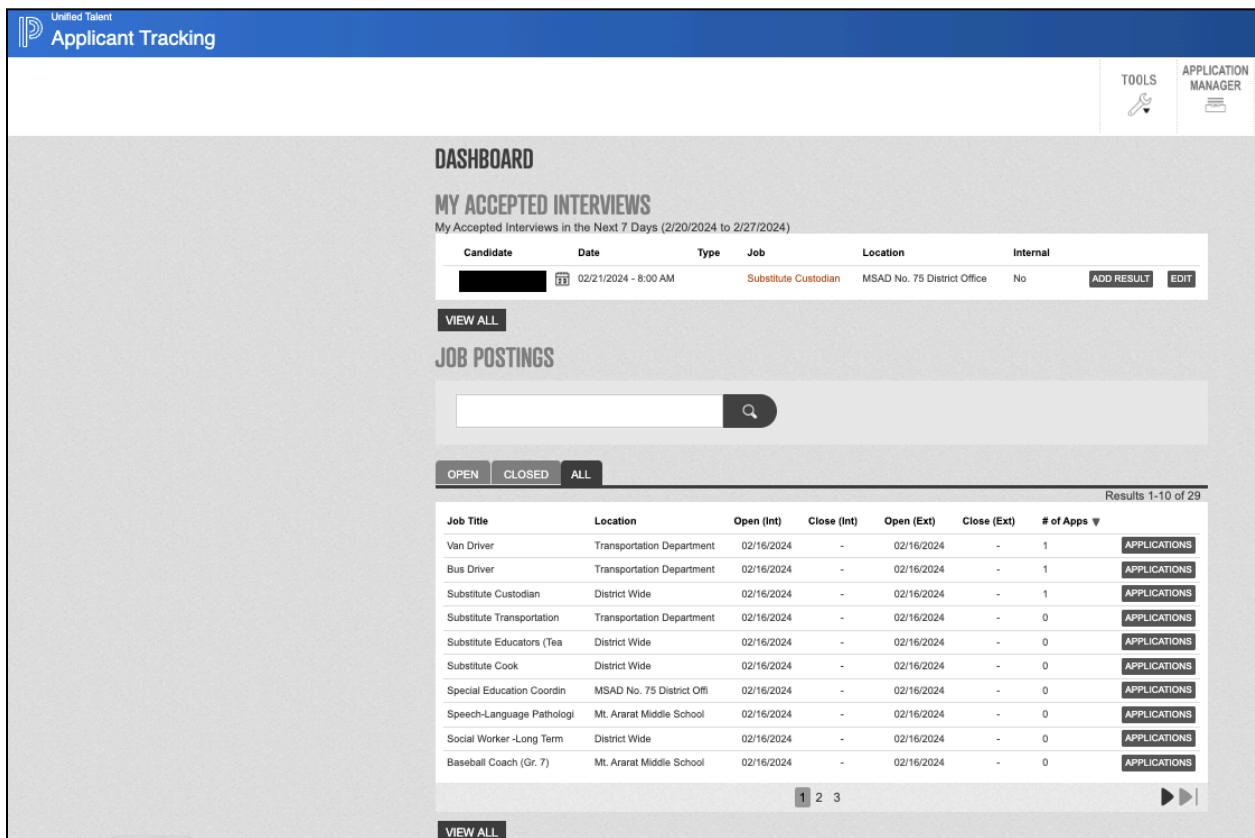 Unified Talent
Applicant Tracking
TOOLS
APPLICATION
MANAGER
DASHBOARD
MY ACCEPTED INTERVIEWS
My Accepted Interviews in the Next 7 Days (2/20/2024 to 2/27/2024)
Candidate Date Type Job Location Internal
02/21/2024 - 8:00 AM Substitute Custodian MSAD No. 75 District Office No ADD RESULT EDIT
VIEW ALL
JOB POSTINGS
OPEN CLOSED ALL
Results 1-10 of 29
Job Title Location Open (Int) Close (Int) Open (Ext) Close (Ext) # of Apps ▼
Van Driver Transportation Department 02/16/2024 - 02/16/2024 - 1 APPLICATIONS
Bus Driver Transportation Department 02/16/2024 - 02/16/2024 - 1 APPLICATIONS
Substitute Custodian District Wide 02/16/2024 - 02/16/2024 - 1 APPLICATIONS
Substitute Transportation Transportation Department 02/16/2024 - 02/16/2024 - 0 APPLICATIONS
Substitute Educators (Tea District Wide 02/16/2024 - 02/16/2024 - 0 APPLICATIONS
Substitute Cook District Wide 02/16/2024 - 02/16/2024 - 0 APPLICATIONS
Special Education Coordin MSAD No. 75 District Offi 02/16/2024 - 02/16/2024 - 0 APPLICATIONS
Speech-Language Pathologi Mt. Ararat Middle School 02/16/2024 - 02/16/2024 - 0 APPLICATIONS
Social Worker -Long Term District Wide 02/16/2024 - 02/16/2024 - 0 APPLICATIONS
Baseball Coach (Gr. 7) Mt. Ararat Middle School 02/16/2024 - 02/16/2024 - 0 APPLICATIONS
1 2 3
VIEW ALL